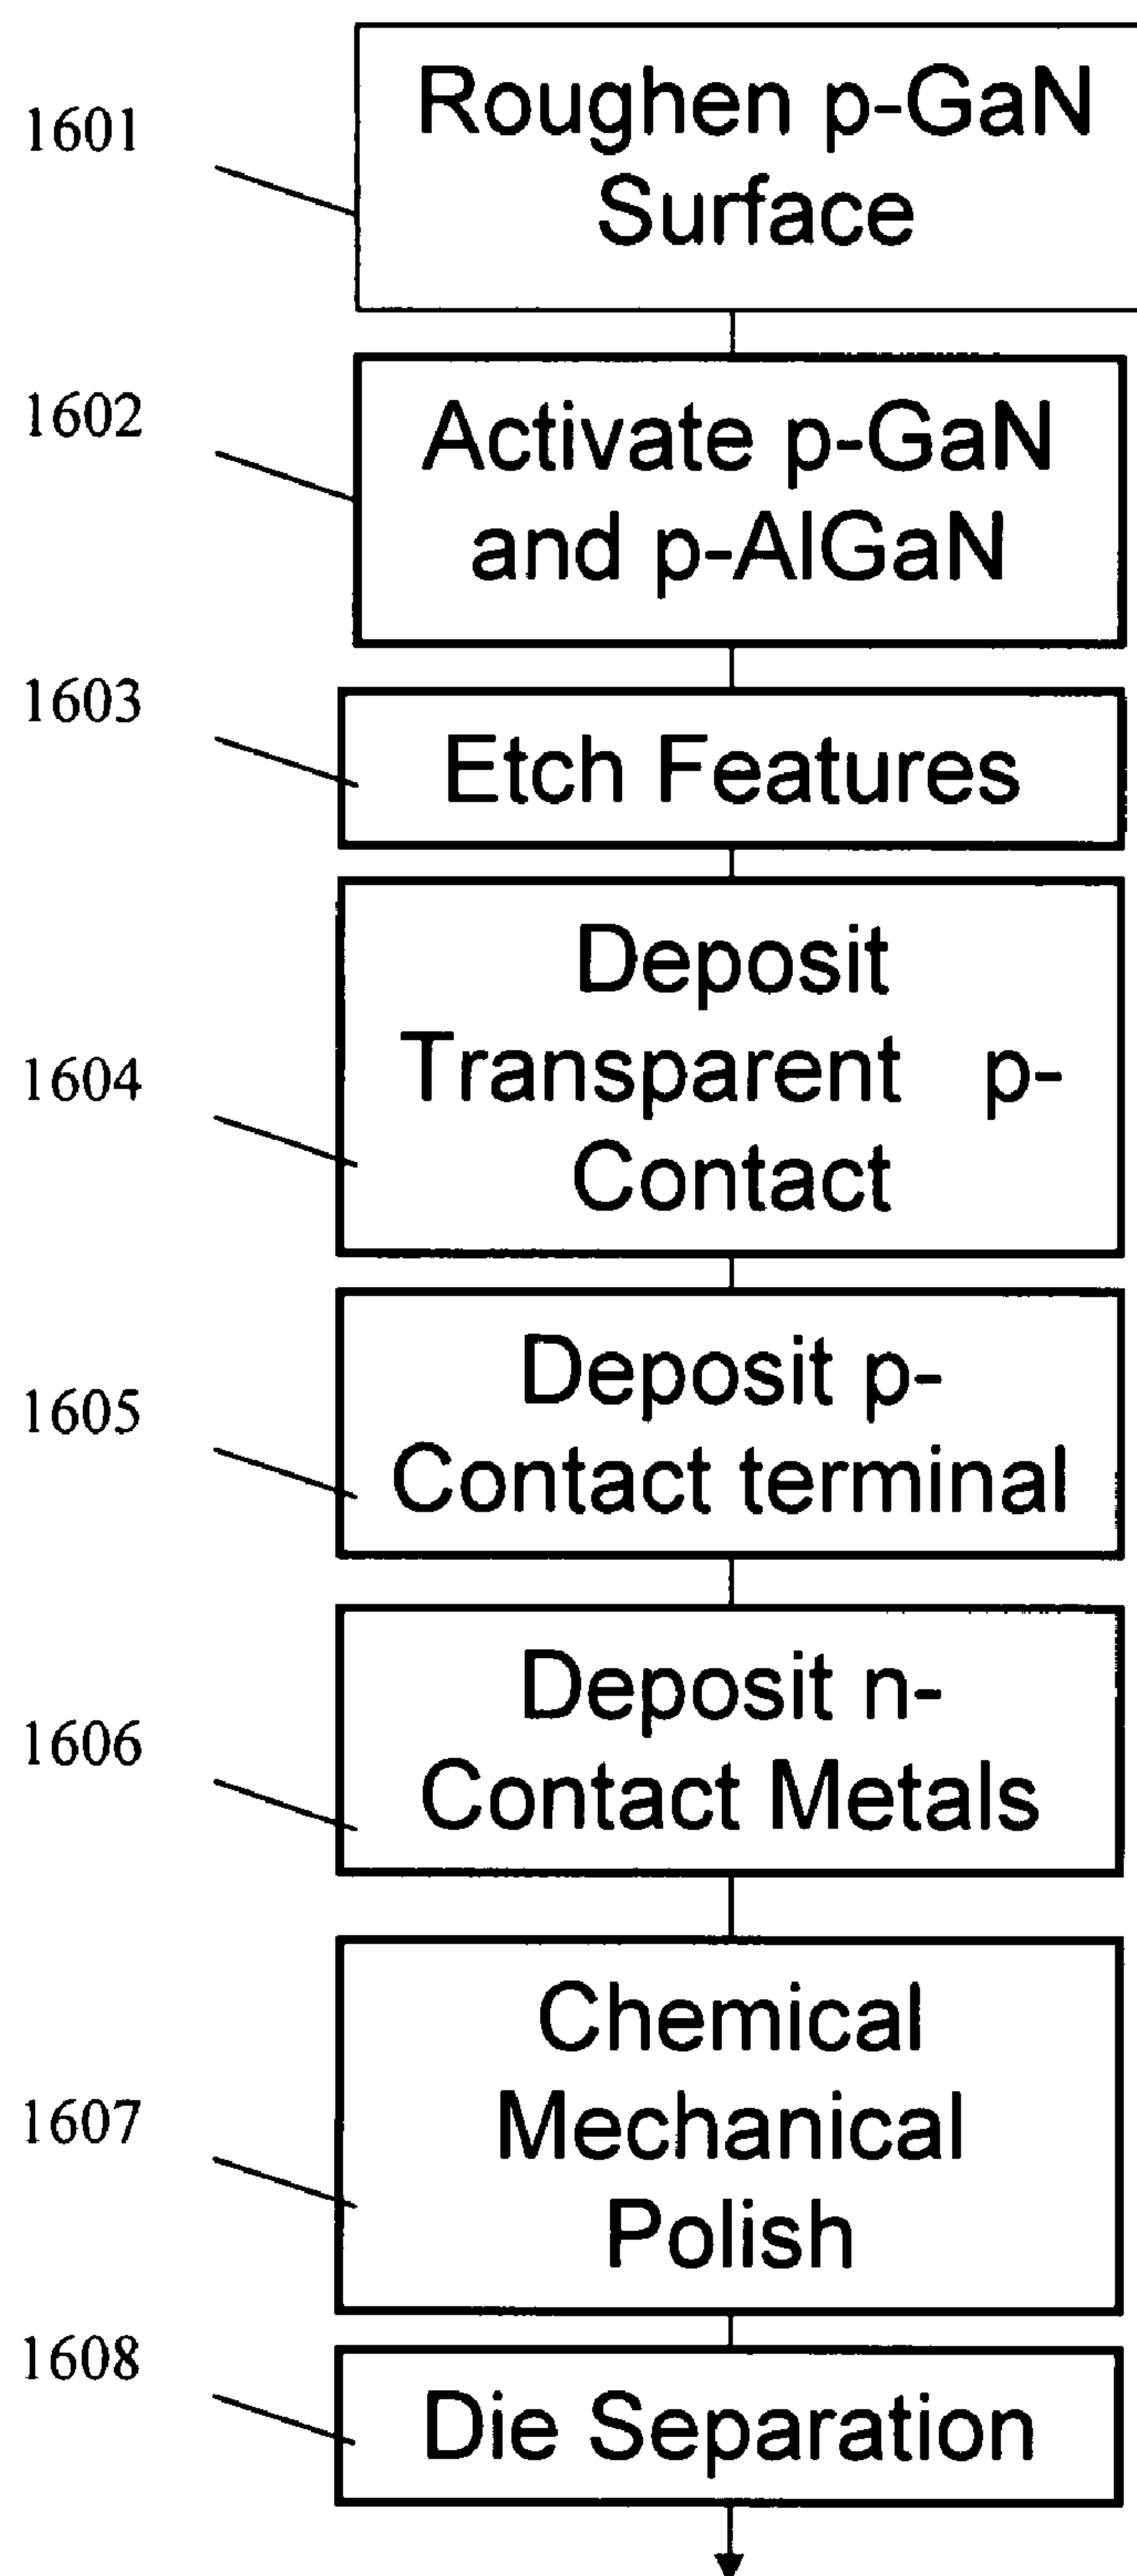 1601
Roughen p-GaN
Surface
1602
Activate p-GaN
and p-AlGaN
1603
Etch Features
Deposit
1604
Transparent p-
Contact
1605
Deposit p-
Contact terminal
1606
Deposit n-
Contact Metals
1607
Chemical
Mechanical
Polish
1608
Die Separation